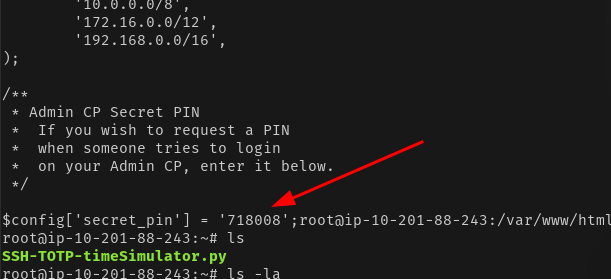 '10.0.0.0/8',
'172.16.0.0/12',
'192.168.0.0/16',
);
/**
* Admin CP Secret PIN
* If you wish to request a PIN
* when someone tries to login
* on your Admin CP, enter it below.
*/
$config['secret_pin'] = '718008';root@ip-10-201-88-243:/var/www/html
root@ip-10-201-88-243:~# ls
SSH-TOTP-timeSimulator.py
root@ip-10-201-88-243:~# ls -la